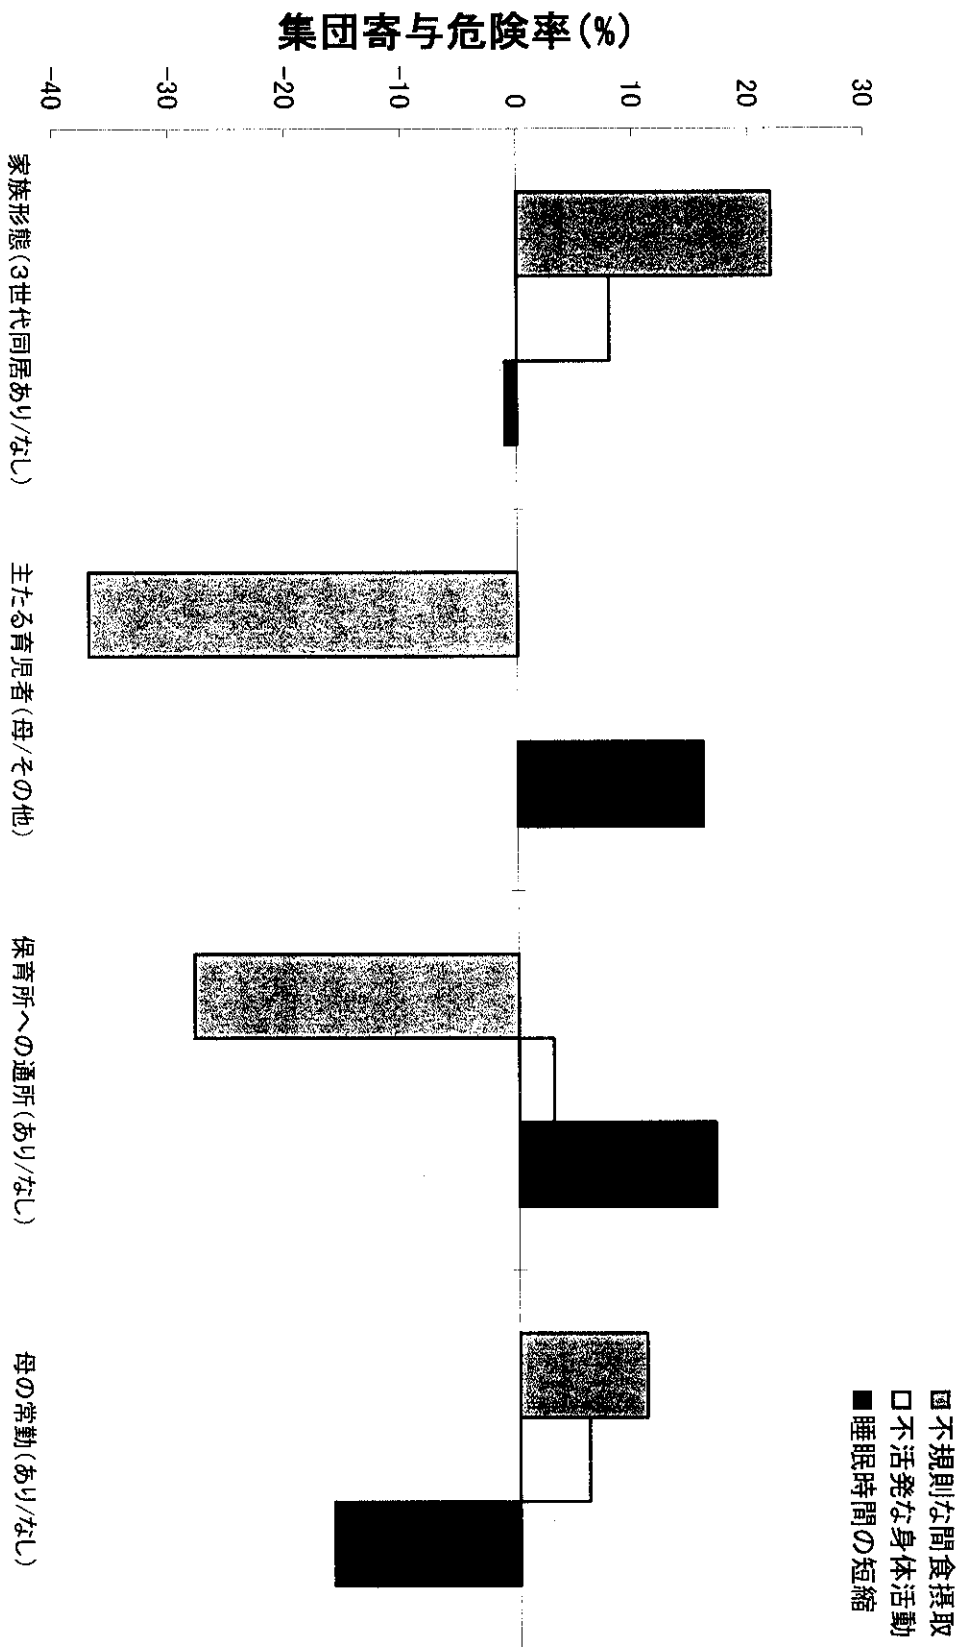 集団寄与危険率(%)
30
20
10
0
-10
-20
-30
-40
不規則な間食摂取
不活発な身体活動
睡眠時間の短縮
家族形態(3世代同居あり/なし)
主たる育児者(母/その他)
保育所への通所(あり/なし)
母の常勤(あり/なし)